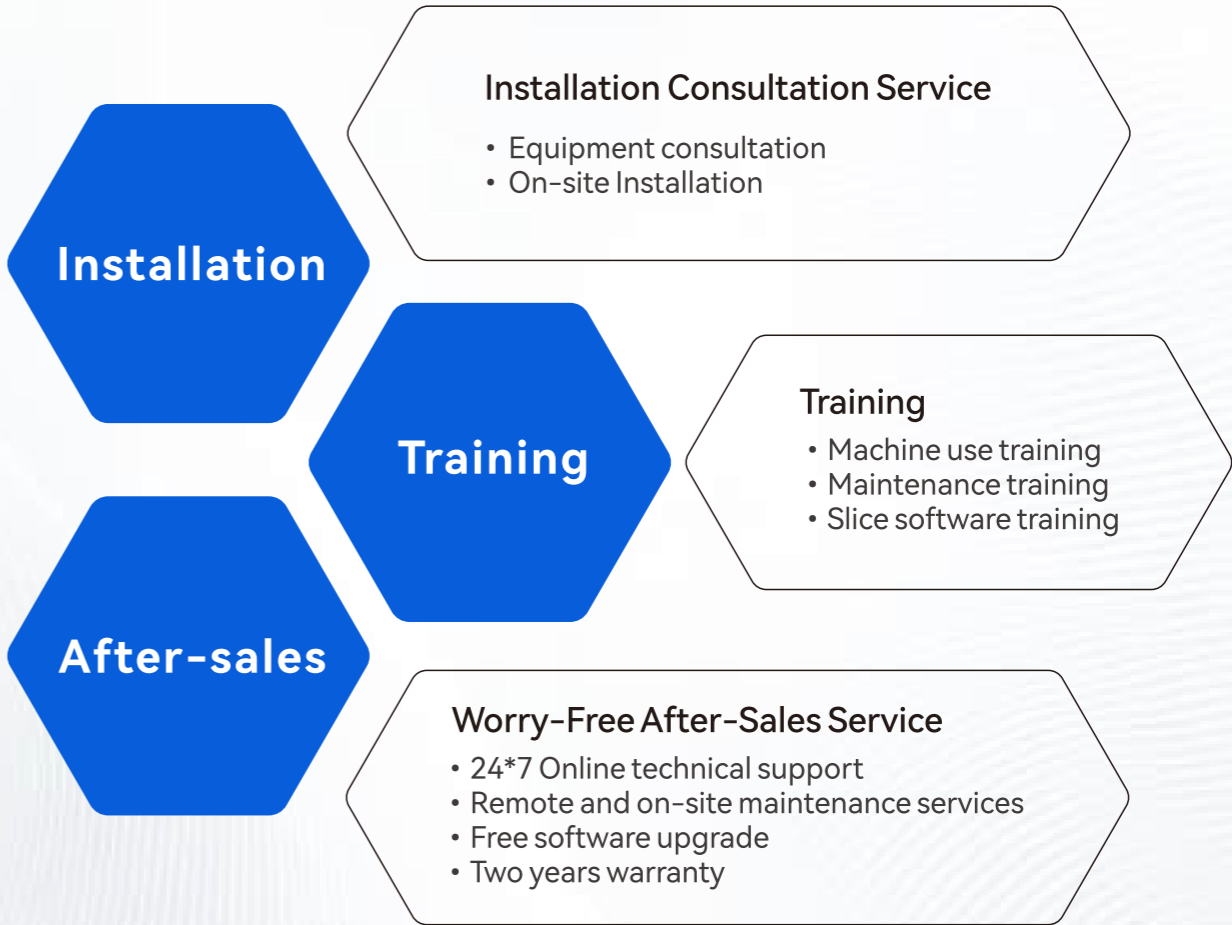 Installation
Installation Consultation Service
• Equipment consultation
• On-site Installation
Training
Training
• Machine use training
• Maintenance training
• Slice software training
After-sales
Worry-Free After-Sales Service
• 24*7 Online technical support
• Remote and on-site maintenance services
• Free software upgrade
• Two years warranty